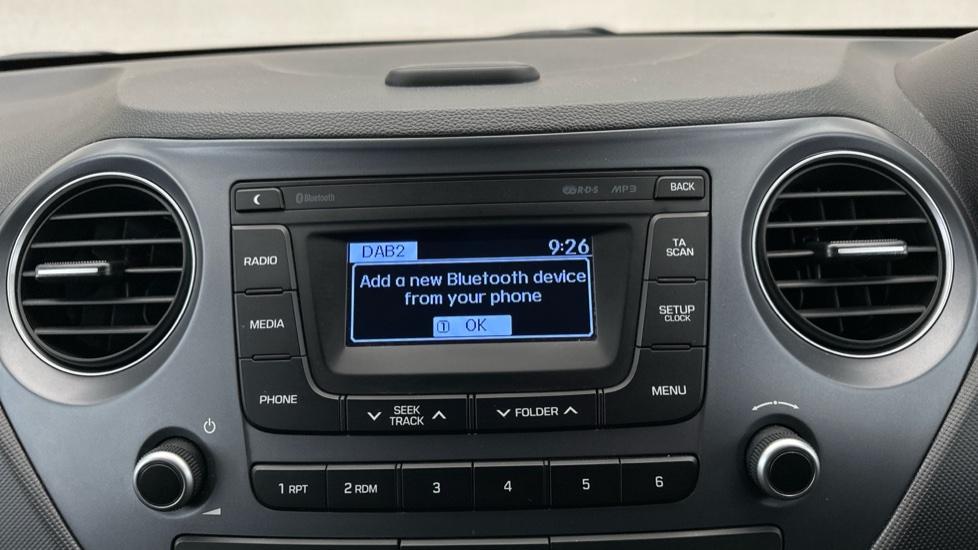 Bluetooth
R·D·S
MP3
BACK
DAB2
9:26
Add a new Bluetooth device
from your phone
1 OK
RADIO
MEDIA
PHONE
TA
SCAN
SETUP
CLOCK
MENU
SEEK
TRACK
FOLDER
1 RPT
2 RDM
3
4
5
6